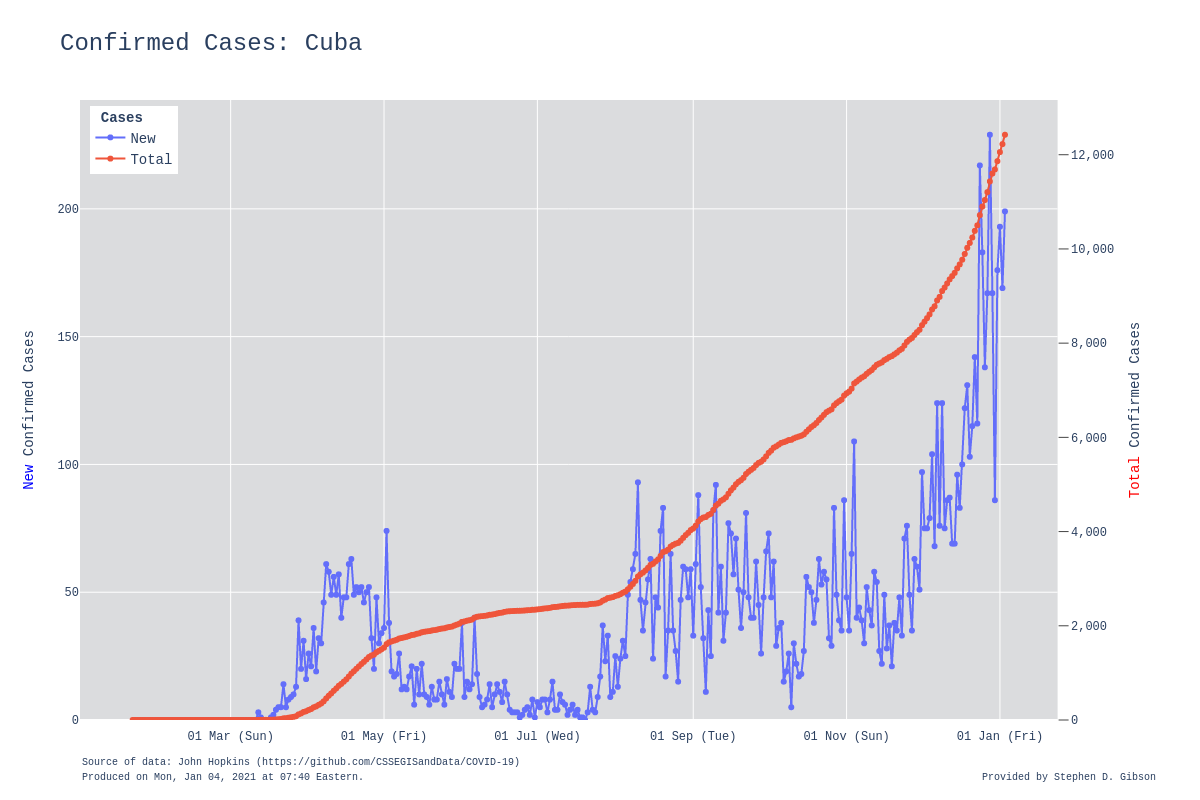 Confirmed Cases: Cuba
Cases
New
Total
200
150
100
50
0
12,000
10,000
8,000
6,000
4,000
2,000
0
New Confirmed Cases
Total Confirmed Cases
01 Mar (Sun)
01 May (Fri)
01 Jul (Wed)
01 Sep (Tue)
01 Nov (Sun)
01 Jan (Fri)
Source of data: John Hopkins (https://github.com/CSSEGISandData/COVID-19)
Produced on Mon, Jan 04, 2021 at 07:40 Eastern.
Provided by Stephen D. Gibson